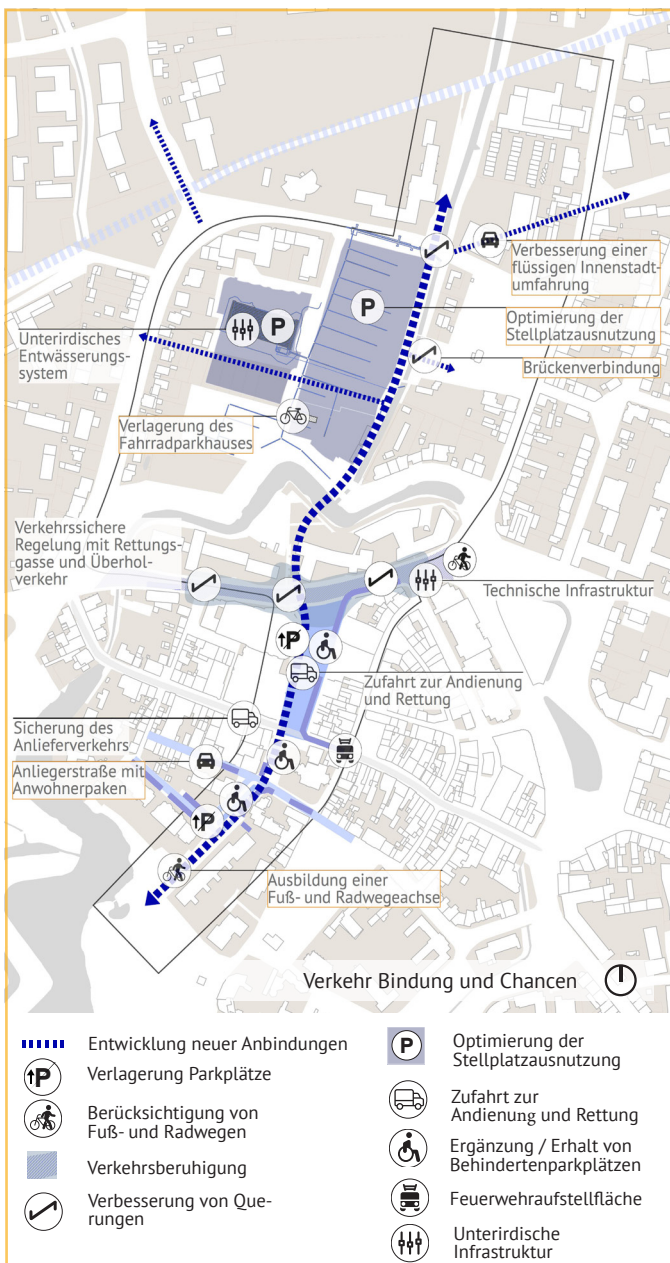 Verbesserung einer
flüssigen Innenstadt-
umfahrung
P
P
Optimierung der
Stellplatzausnutzung
Unterirdisches
Entwässerungs-
system
Brückenverbindung
Verlagerung des
Fahrradparkhauses
Verkehrssichere
Regelung mit Rettungs-
gasse und Überhol-
verkehr
Technische Infrastruktur
P
Zufahrt zur Andienung
und Rettung
Sicherung des
Anlieferverkehrs
Anliegerstraße mit
Anwohnerpaken
P
Ausbildung einer
Fuß- und Radwegeachse
Verkehr Bindung und Chancen
Entwicklung neuer Anbindungen
P
Verlagerung Parkplätze
Berücksichtigung von
Fuß- und Radwegen
Verkehrsberuhigung
Verbesserung von Que-
rungen
P
Optimierung der
Stellplatzausnutzung
Zufahrt zur
Andienung und Rettung
Ergänzung / Erhalt von
Behindertenparkplätzen
Feuerwehraufstellfläche
Unterirdische
Infrastruktur